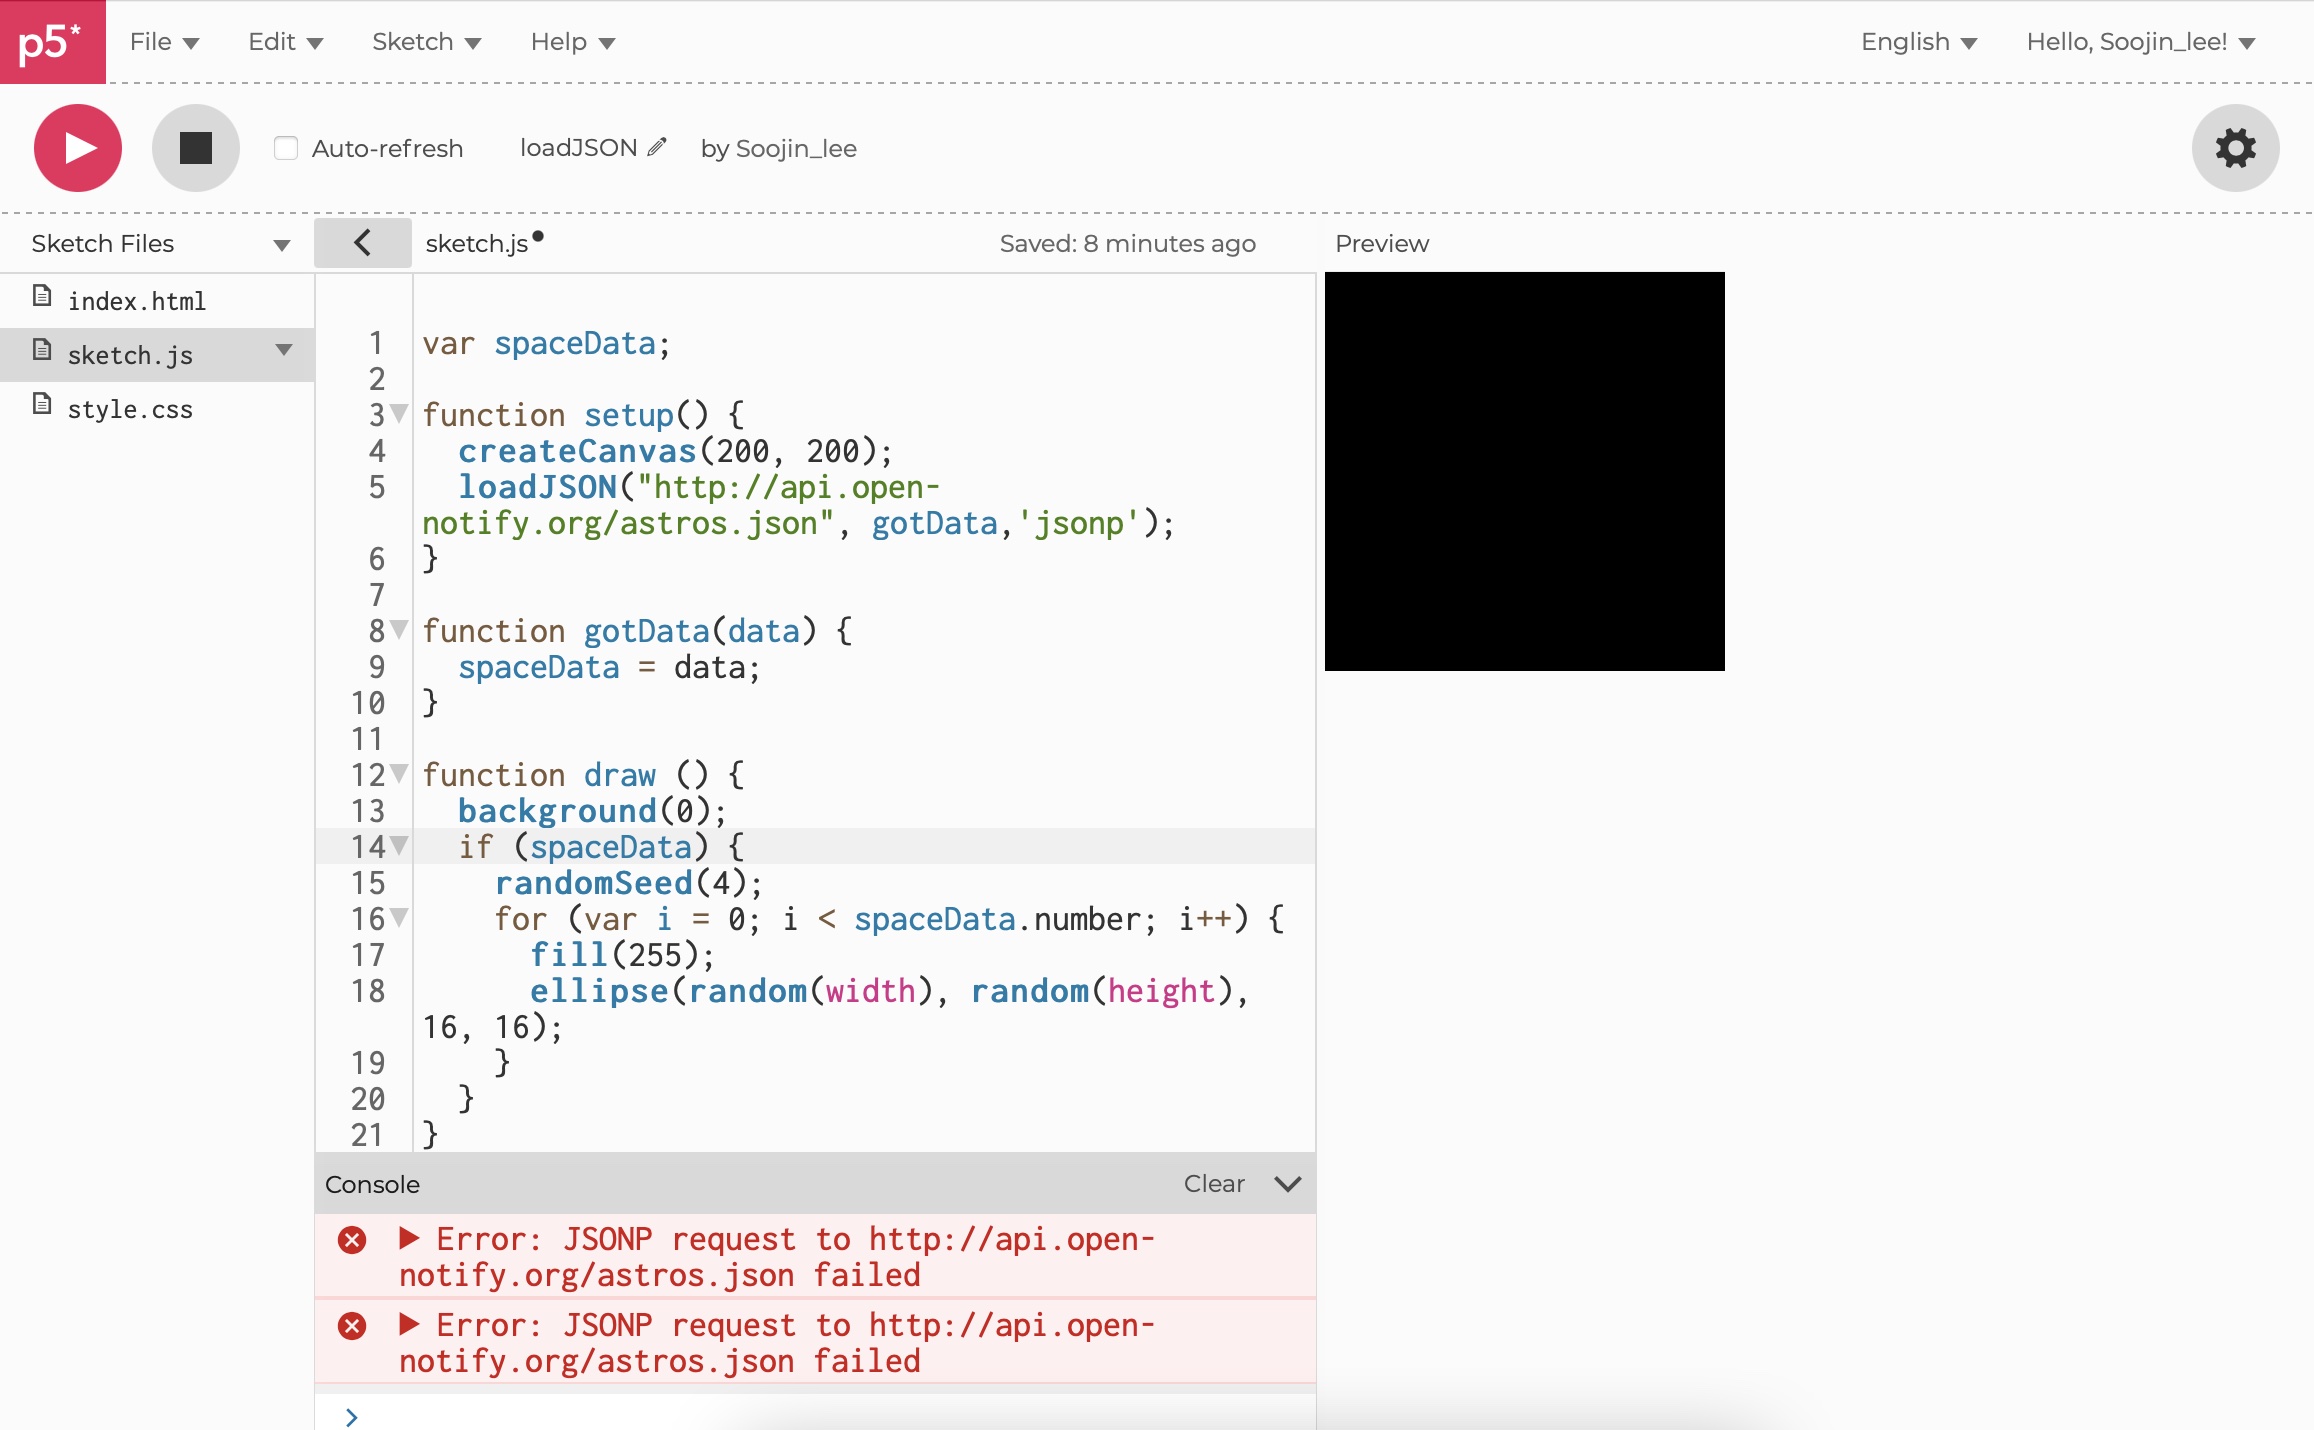 p5*
File Edit Sketch Help English Hello, Soojin_lee!
Auto-refresh loadJSON by Soojin_lee
Sketch Files
index.html
sketch.js
style.css
sketch.js Saved: 8 minutes ago
1 var spaceData;
2
3 function setup() {
4 createCanvas(200, 200);
5 loadJSON("http://api.open-
notify.org/astros.json", gotData,'jsonp');
6 }
7
8 function gotData(data) {
9 spaceData = data;
10 }
11
12 function draw () {
13 background(0);
14 if (spaceData) {
15 randomSeed(4);
16 for (var i = 0; i < spaceData.number; i++) {
17 fill(255);
18 ellipse(random(width), random(height),
16, 16);
19 }
20 }
21 }
Console Clear
Error: JSONP request to http://api.open-
notify.org/astros.json failed
Error: JSONP request to http://api.open-
notify.org/astros.json failed
>
Preview